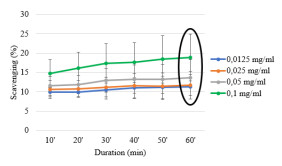 30
25
20
15
10
5
0
Scavenging (%)
10' 20' 30' 40' 50' 60'
Duration (min)
0,0125 mg/ml
0,025 mg/ml
0,05 mg/ml
0,1 mg/ml